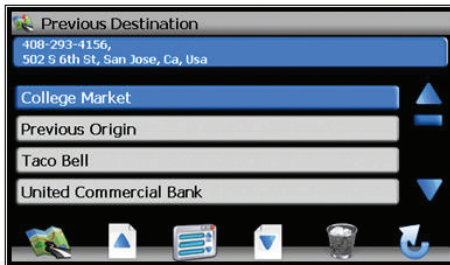 Previous Destination
408-293-4156,
502 S 6th St, San Jose, Ca, Usa
College Market
Previous Origin
Taco Bell
United Commercial Bank